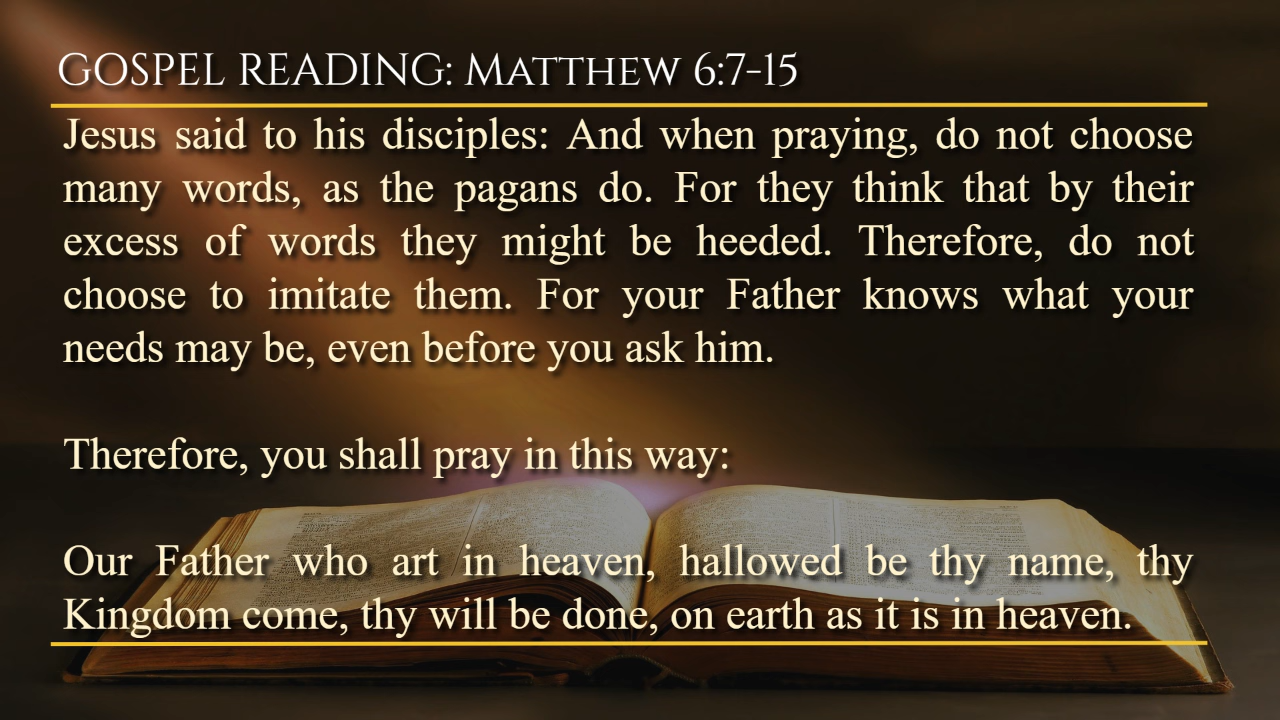 GOSPEL READING: MATTHEW 6:7-15
Jesus said to his disciples: And when praying, do not choose
many words, as the pagans do. For they think that by their
excess of words they might be heeded. Therefore, do not
choose to imitate them. For your Father knows what your
needs may be, even before you ask him.
Therefore, you shall pray in this way:
Our Father who art in heaven, hallowed be thy name, thy
Kingdom come, thy will be done, on earth as it is in heaven.